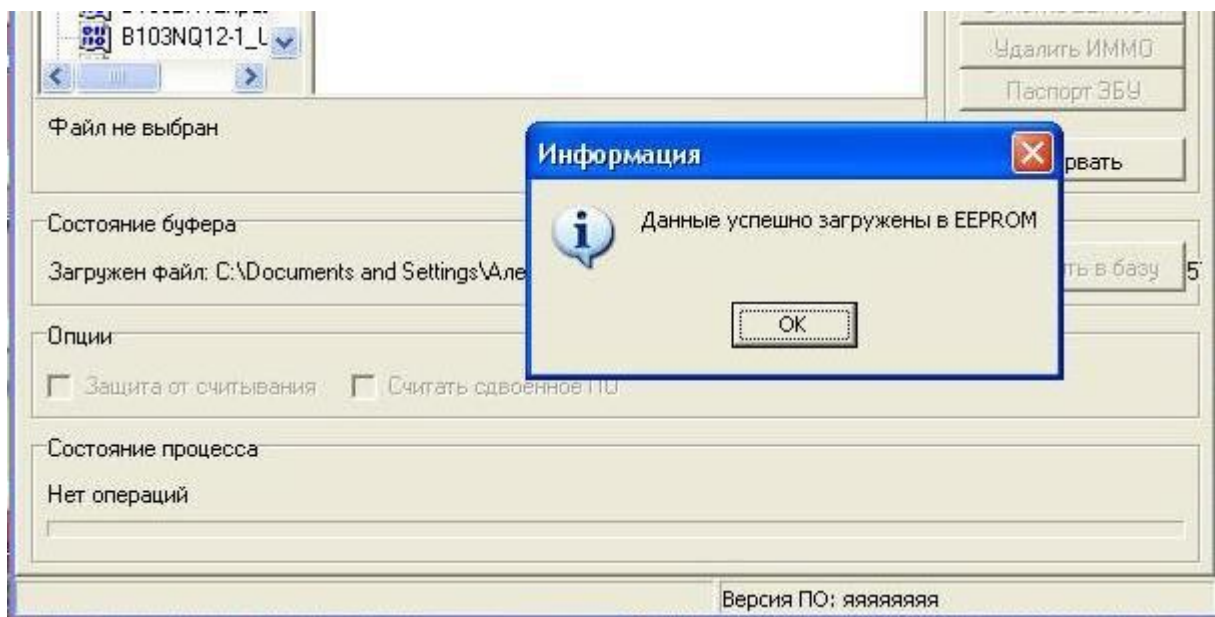 B103NQ12-1_L
Удалить ИММО
Паспорт ЭБУ
Файл не выбран
Информация
рвать
Данные успешно загружены в EEPROM
OK
Состояние буфера
Загружен файл: C:\Documents and Settings\Але
ть в базу
5
Опции
Защита от считывания
Считать сдвоенное ПО
Состояние процесса
Нет операций
Версия ПО: яяяяяяяя